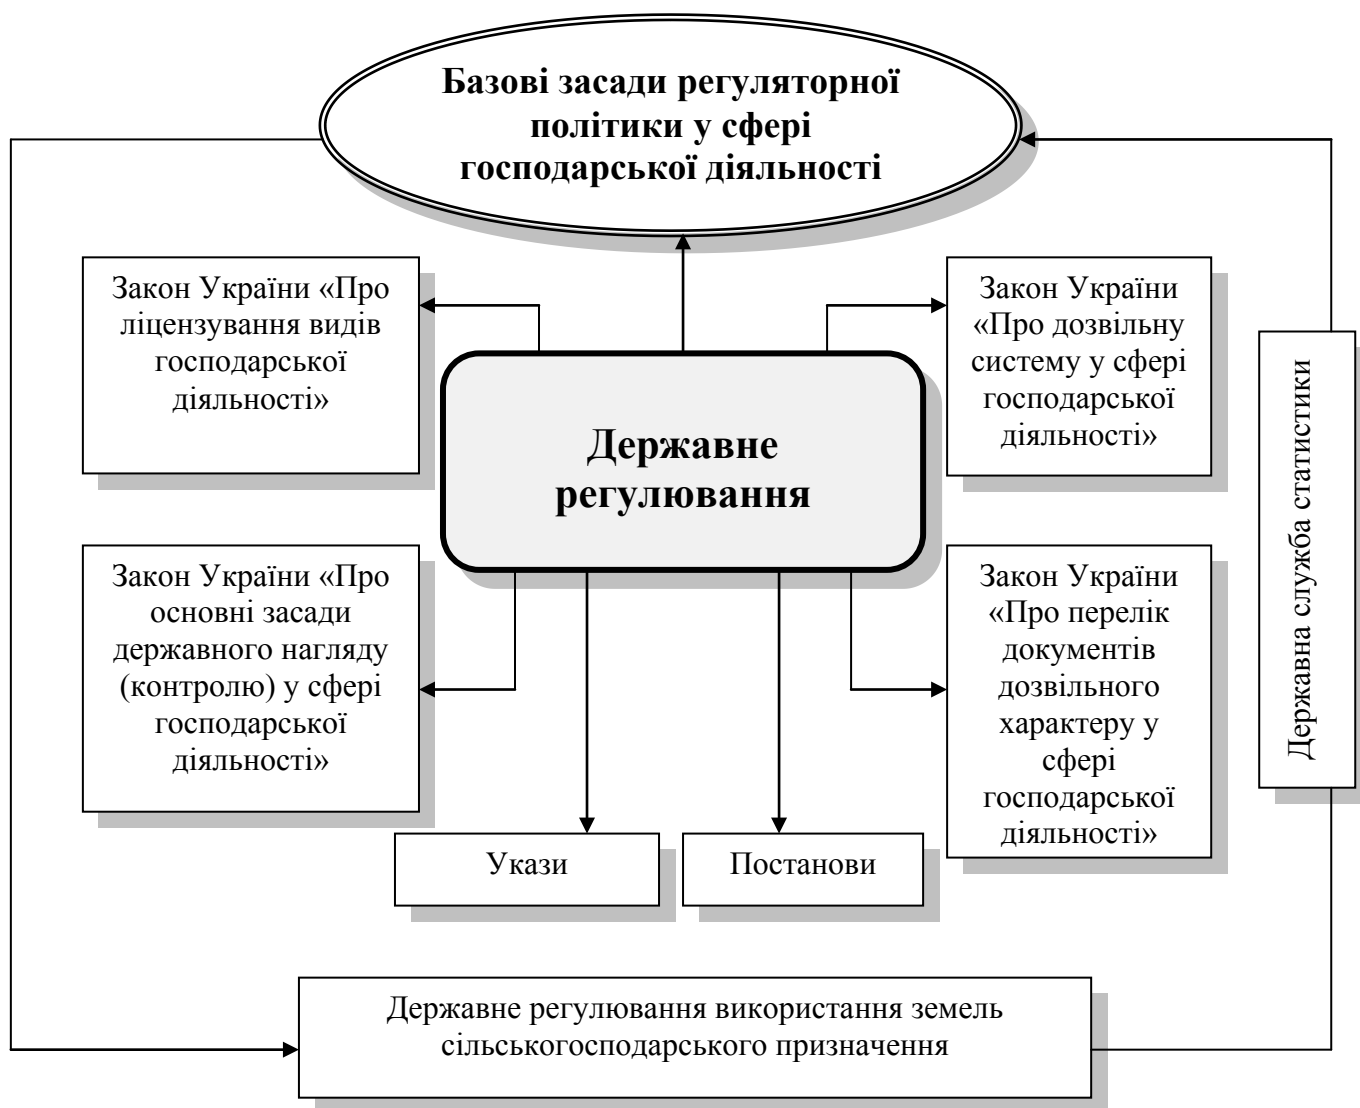 Базові засади регуляторної
політики у сфері
господарської діяльності
Закон України «Про
ліцензування видів
господарської
діяльності»
Закон України
«Про дозвільну
систему у сфері
господарської
діяльності»
Державне
регулювання
Державна служба статистики
Закон України «Про
основні засади
державного нагляду
(контролю) у сфері
господарської
діяльності»
Закон України
«Про перелік
документів
дозвільного
характеру у
сфері
господарської
діяльності»
Укази
Постанови
Державне регулювання використання земель
сільськогосподарського призначення